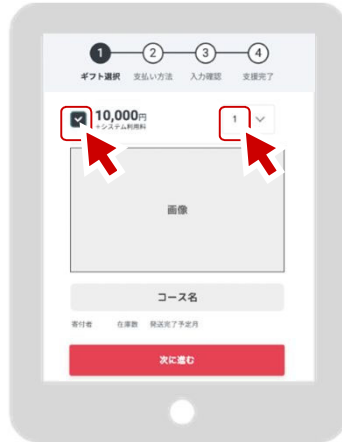 1 2 3 4
ギフト選択 支払い方法 入力確認 支援完了
10,000円 1
+システム利用料
画像
コース名
寄付者 在庫数 発送完了予定月
次に進む